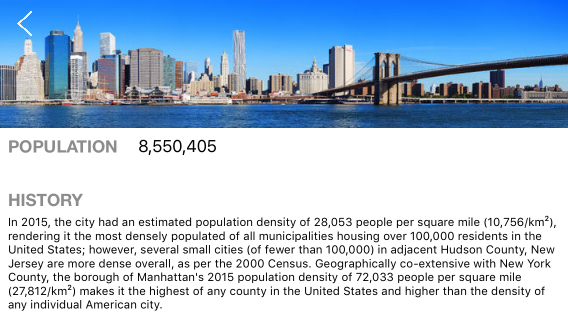 POPULATION 8,550,405
HISTORY
In 2015, the city had an estimated population density of 28,053 people per square mile (10,756/km²),
rendering it the most densely populated of all municipalities housing over 100,000 residents in the
United States; however, several small cities (of fewer than 100,000) in adjacent Hudson County, New
Jersey are more dense overall, as per the 2000 Census. Geographically co-extensive with New York
County, the borough of Manhattan's 2015 population density of 72,033 people per square mile
(27,812/km²) makes it the highest of any county in the United States and higher than the density of
any individual American city.